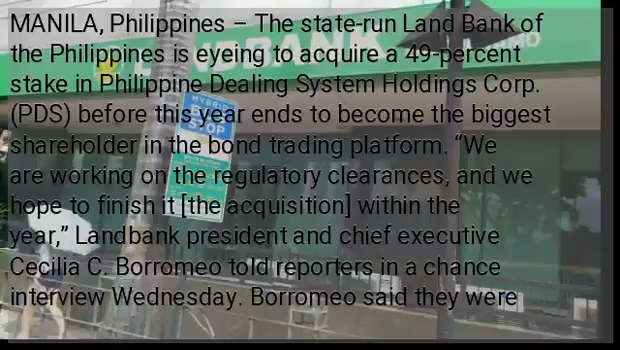 MANILA, Philippines – The state-run Land Bank of
the Philippines is eyeing to acquire a 49-percent
stake in Philippine Dealing System Holdings Corp.
(PDS) before this year ends to become the biggest
shareholder in the bond trading platform. “We
are working on the regulatory clearances, and we
hope to finish it [the acquisition] within the
year,” Landbank president and chief executive
Cecilia C. Borromeo told reporters in a chance
interview Wednesday. Borromeo said they were
HYBRID
STOP